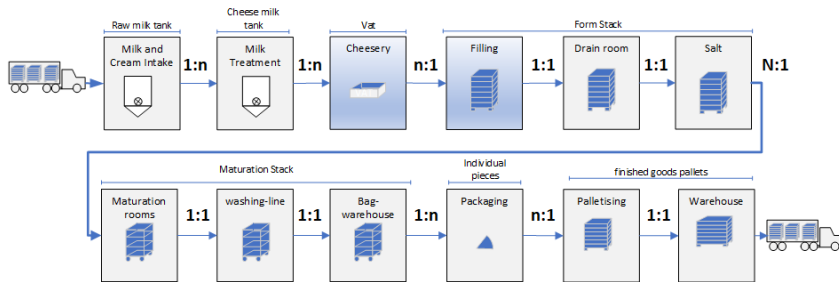 Raw milk tank
Cheese milk
tank
Vat
Form Stack
Milk and
Cream Intake
1:n
Milk
Treatment
1:n
Cheesery
n:1
Filling
1:1
Drain room
1:1
Salt
N:1
Maturation Stack
Individual
pieces
finished goods pallets
Maturation
rooms
1:1
washing-line
1:1
Bag-
warehouse
1:n
Packaging
n:1
Palletising
1:1
Warehouse